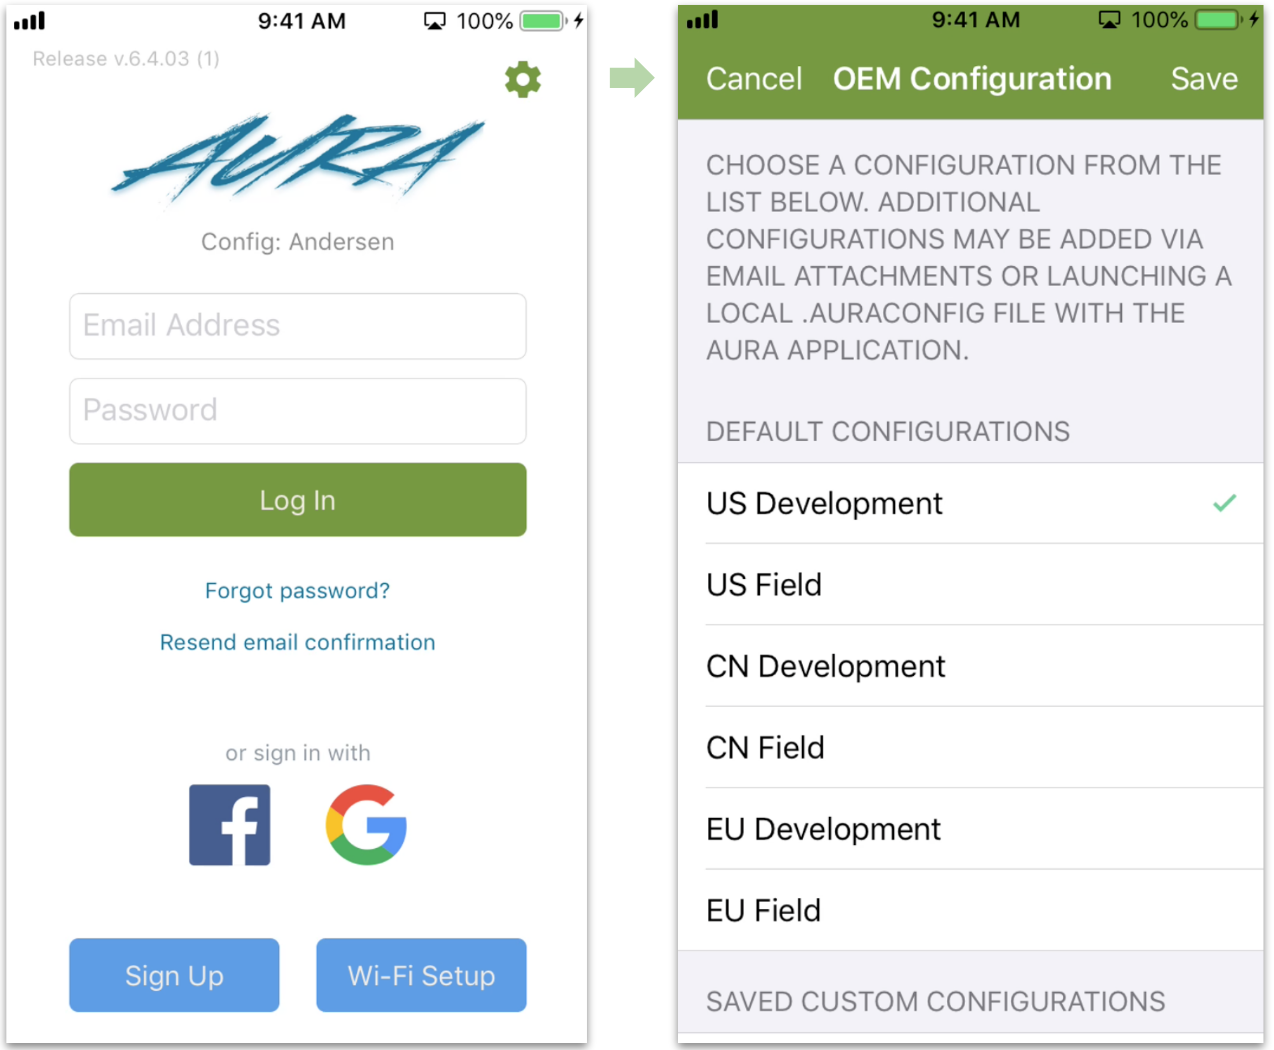 9:41 AM 100%
Release v.6.4.03 (1)
AURA
Config: Andersen
Email Address
Password
Log In
Forgot password?
Resend email confirmation
or sign in with
f G
Sign Up Wi-Fi Setup
9:41 AM 100%
Cancel OEM Configuration Save
CHOOSE A CONFIGURATION FROM THE
LIST BELOW. ADDITIONAL
CONFIGURATIONS MAY BE ADDED VIA
EMAIL ATTACHMENTS OR LAUNCHING A
LOCAL .AURACONFIG FILE WITH THE
AURA APPLICATION.
DEFAULT CONFIGURATIONS
US Development
US Field
CN Development
CN Field
EU Development
EU Field
SAVED CUSTOM CONFIGURATIONS